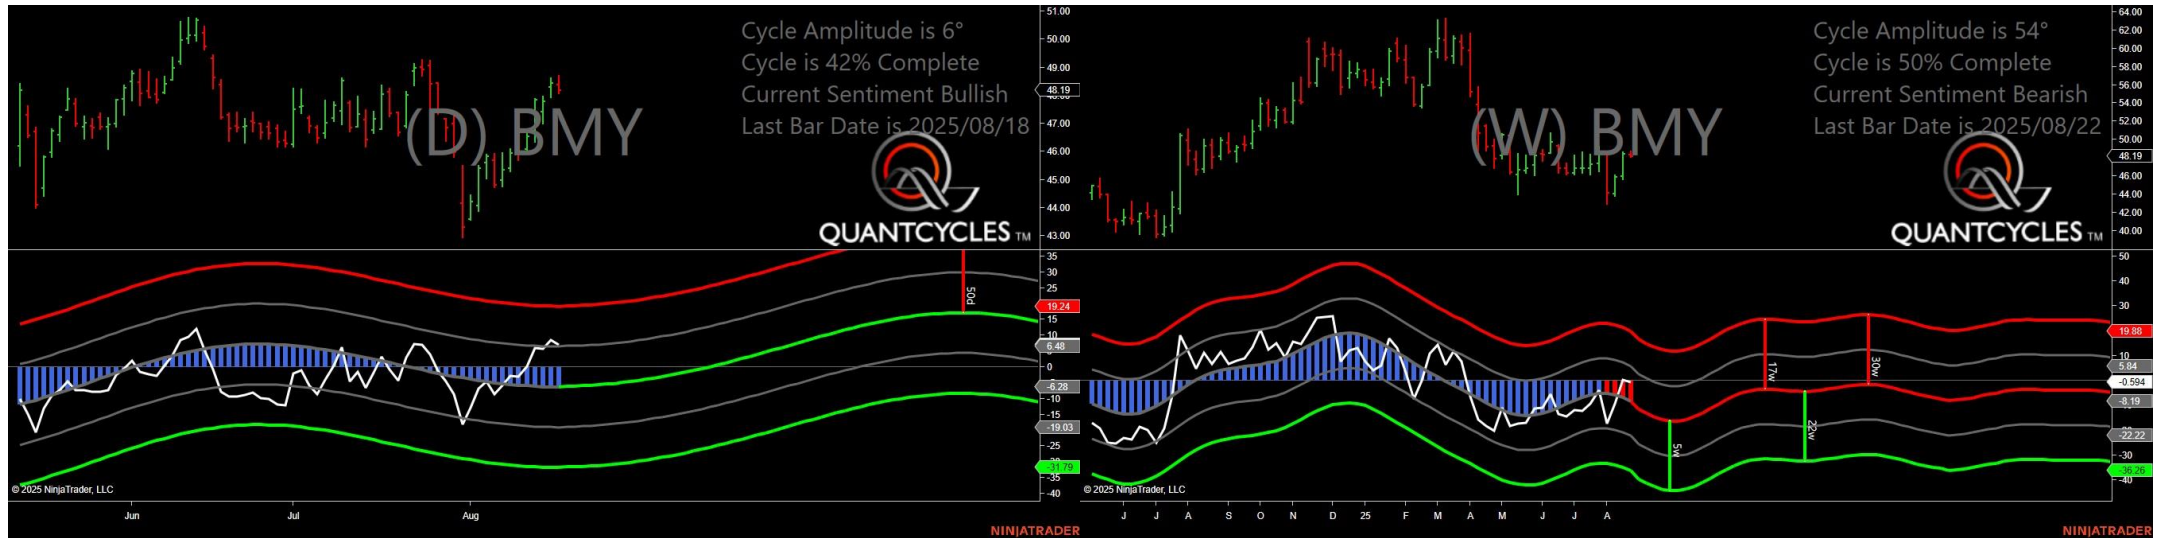 Cycle Amplitude is 6°
Cycle is 42% Complete
Current Sentiment Bullish
Last Bar Date is 2025/08/18
(D) BMY
QUANTCYCLES TM
51.00
50.00
49.00
48.19
47.00
46.00
45.00
44.00
43.00
35
30
25
19.24
15
6.48
0
-6.28
-10
-15
-19.03
-25
-31.79
-35
-40
50d
© 2025 NinjaTrader, LLC
Jun Jul Aug
NINJATRADER
Cycle Amplitude is 54°
Cycle is 50% Complete
Current Sentiment Bearish
Last Bar Date is 2025/08/22
(W) BMY
QUANTCYCLES TM
64.00
62.00
60.00
58.00
56.00
54.00
52.00
50.00
48.19
46.00
44.00
42.00
40.00
50
40
30
19.88
10
5.84
-0.594
-8.19
-22.22
-30
-36.26
-40
5w
17w
22w
30w
© 2025 NinjaTrader, LLC
J J A S O N D 25 F M A M J J A
NINJATRADER